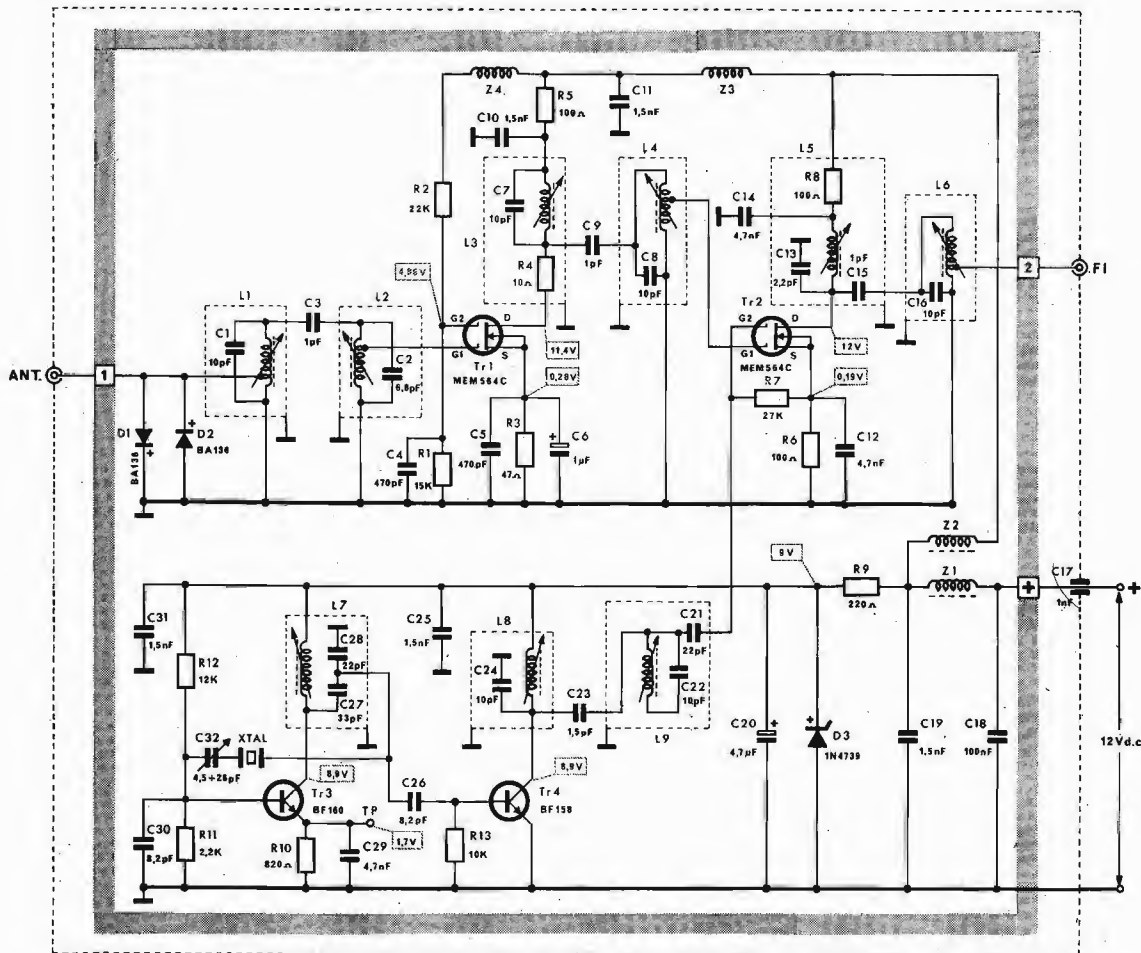 Z4
Z3
R5
100Ω
C11
1,5nF
C10
1,5nF
L4
L5
R8
100Ω
L6
R2
22K
C7
10pF
C14
4,7nF
L3
C9
1pF
C13
2,2pF
1pF
C15
R4
10Ω
C8
10pF
C16
10pF
2
FI
4,86V
L1
C3
1pF
L2
Tr2
C1
10pF
G2
D
G1
S
Tr1
MEM564C
11,4V
G2
D
G1
S
MEM564C
12V
ANT.
1
C2
6,8pF
0,28V
R7
27K
0,19V
D1
BA136
D2
BA136
C4
470pF
R1
15K
C5
470pF
R3
47Ω
C6
1µF
R6
100Ω
C12
4,7nF
Z2
9V
R9
220Ω
Z1
+
C17
1nF
+
C31
1,5nF
L7
C28
22pF
C25
1,5nF
L8
C21
22pF
R12
12K
C27
33pF
C24
10pF
C23
1,5pF
C22
10pF
L9
C32
4,5÷26pF
XTAL
C20
4,7µF
D3
1N4739
C19
1,5nF
C18
100nF
12Vd.c
8,9V
8,9V
Tr3
BF160
TP
1,7V
C26
8,2pF
Tr4
BF158
C30
8,2pF
R11
2,2K
R10
820Ω
C29
4,7nF
R13
10K